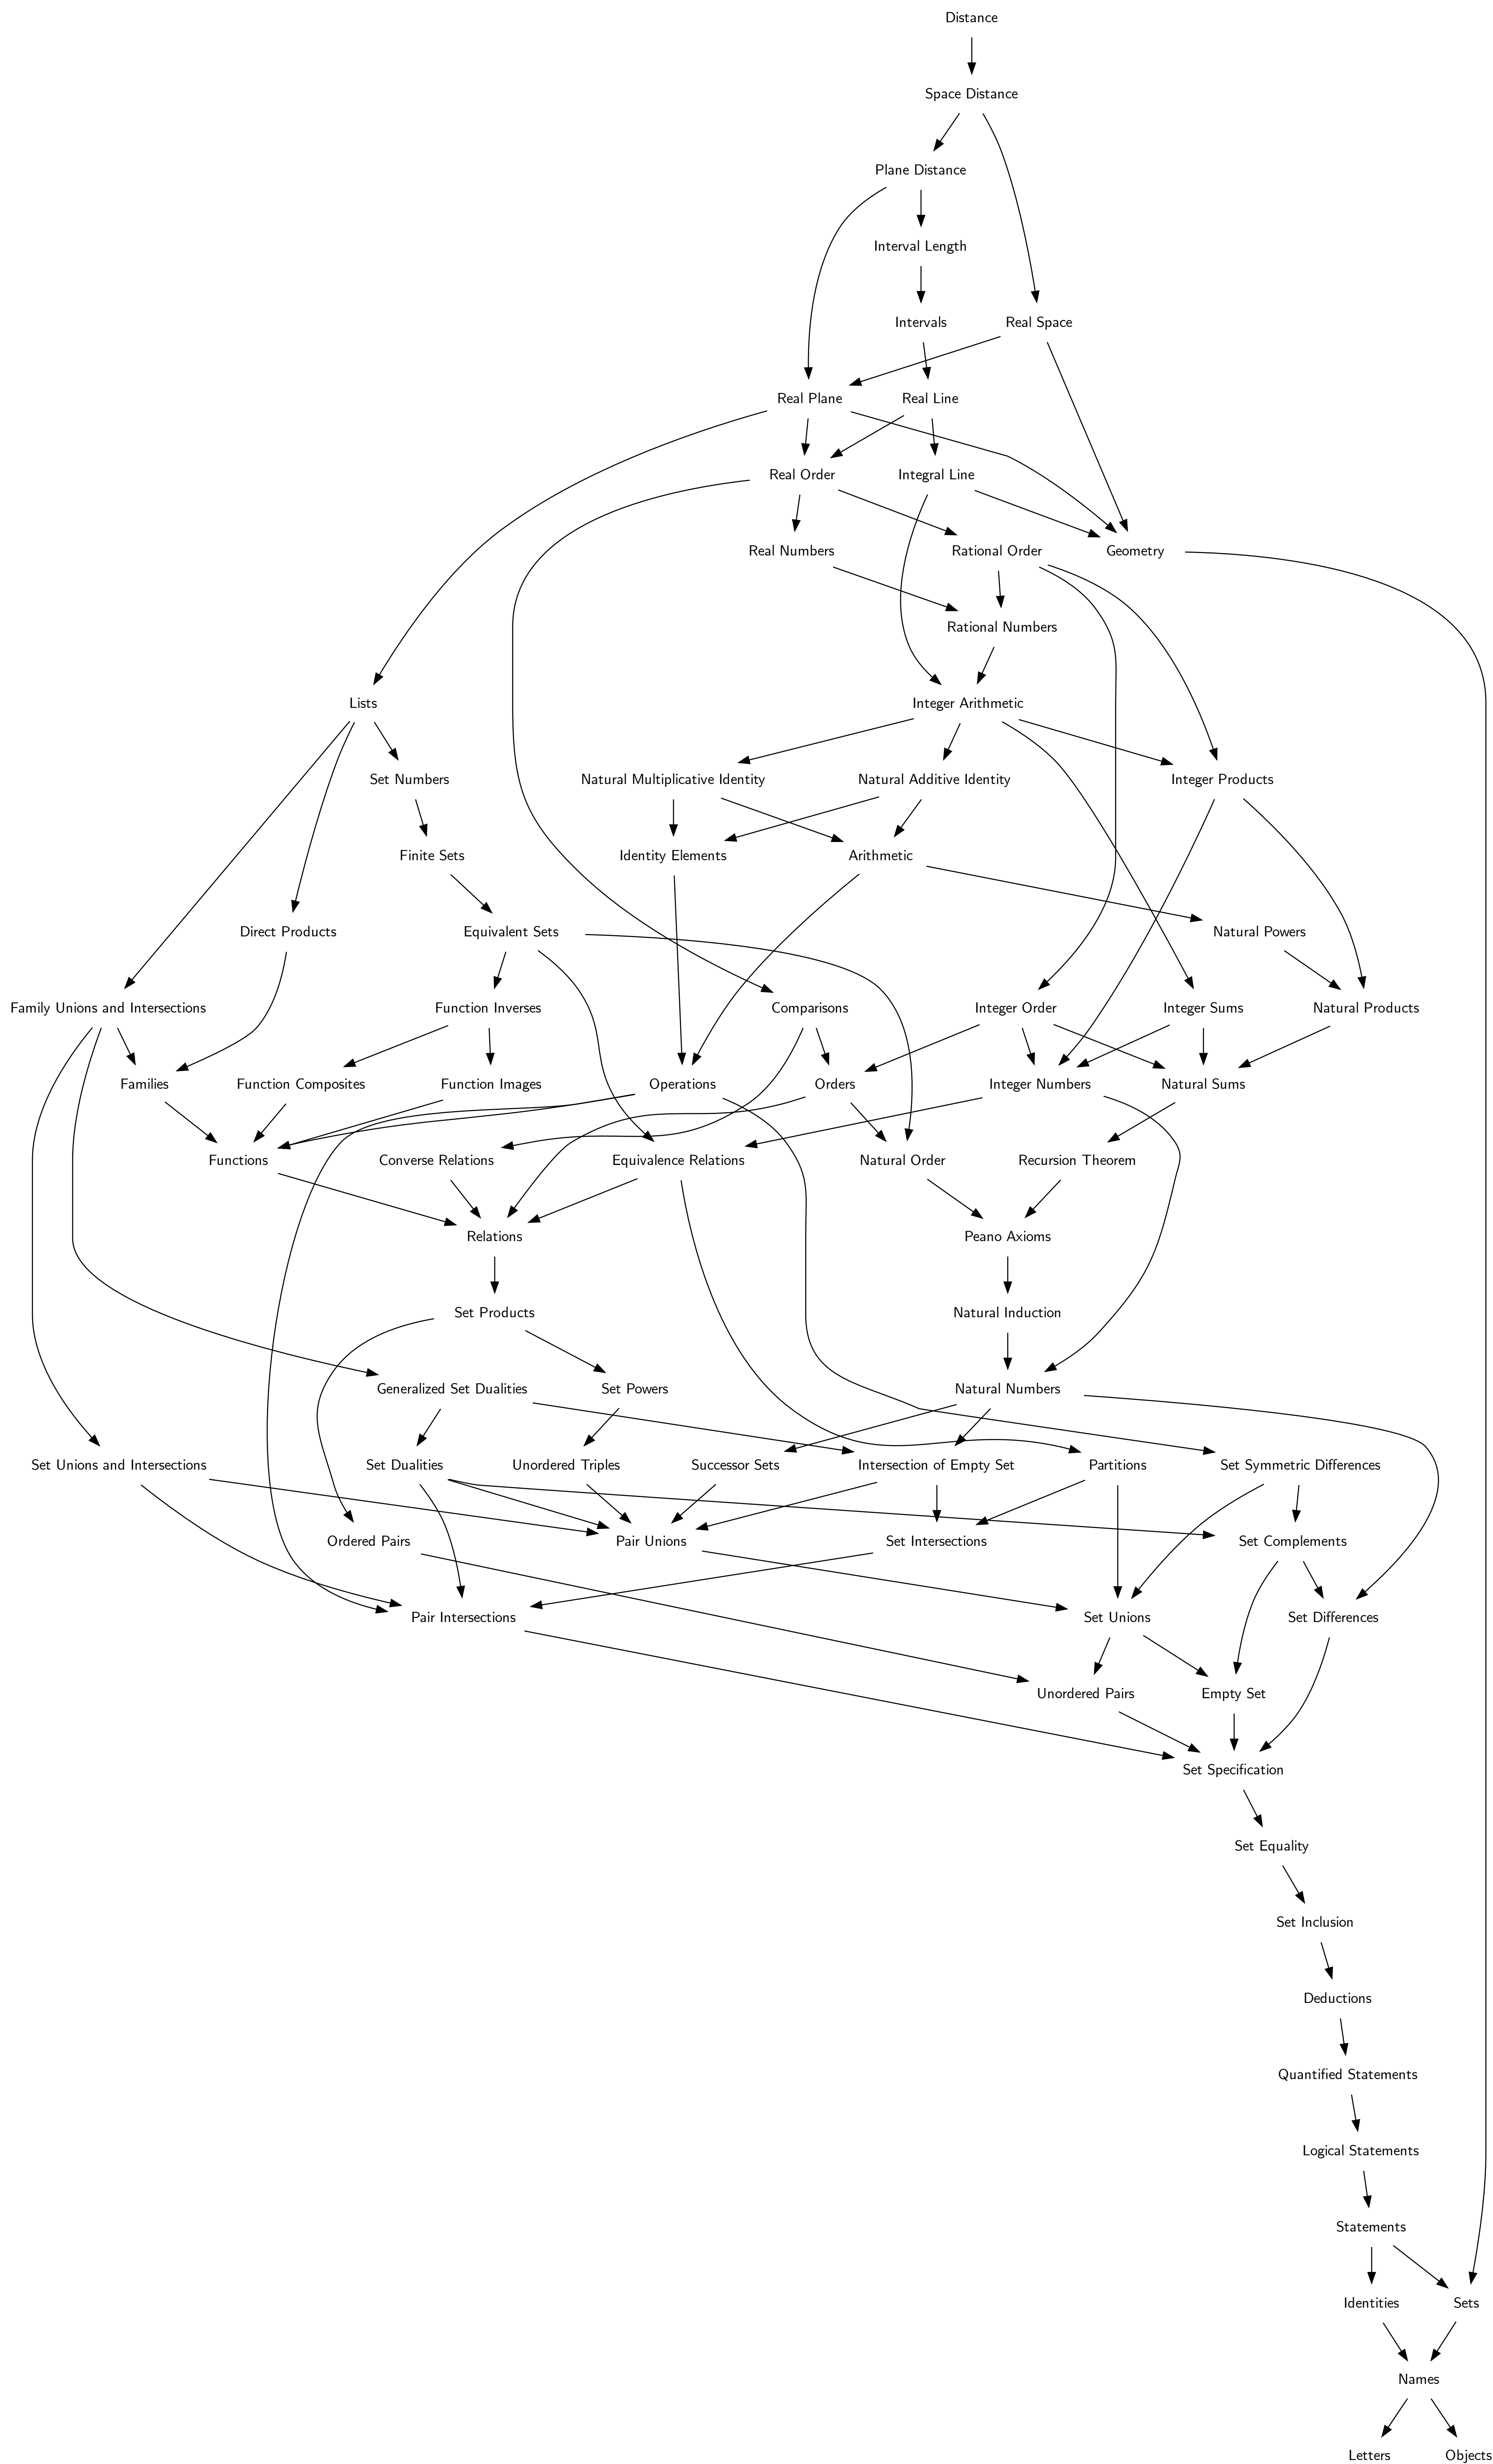 Distance
Space Distance
Plane Distance
Interval Length
Intervals
Real Space
Real Plane
Real Line
Real Order
Integral Line
Real Numbers
Rational Order
Geometry
Rational Numbers
Lists
Integer Arithmetic
Set Numbers
Natural Multiplicative Identity
Natural Additive Identity
Integer Products
Finite Sets
Identity Elements
Arithmetic
Direct Products
Equivalent Sets
Natural Powers
Family Unions and Intersections
Function Inverses
Comparisons
Integer Order
Integer Sums
Natural Products
Families
Function Composites
Function Images
Operations
Orders
Integer Numbers
Natural Sums
Functions
Converse Relations
Equivalence Relations
Natural Order
Recursion Theorem
Relations
Peano Axioms
Set Products
Natural Induction
Generalized Set Dualities
Set Powers
Natural Numbers
Set Unions and Intersections
Set Dualities
Unordered Triples
Successor Sets
Intersection of Empty Set
Partitions
Set Symmetric Differences
Ordered Pairs
Pair Unions
Set Intersections
Set Complements
Pair Intersections
Set Unions
Set Differences
Unordered Pairs
Empty Set
Set Specification
Set Equality
Set Inclusion
Deductions
Quantified Statements
Logical Statements
Statements
Identities
Sets
Names
Letters
Objects